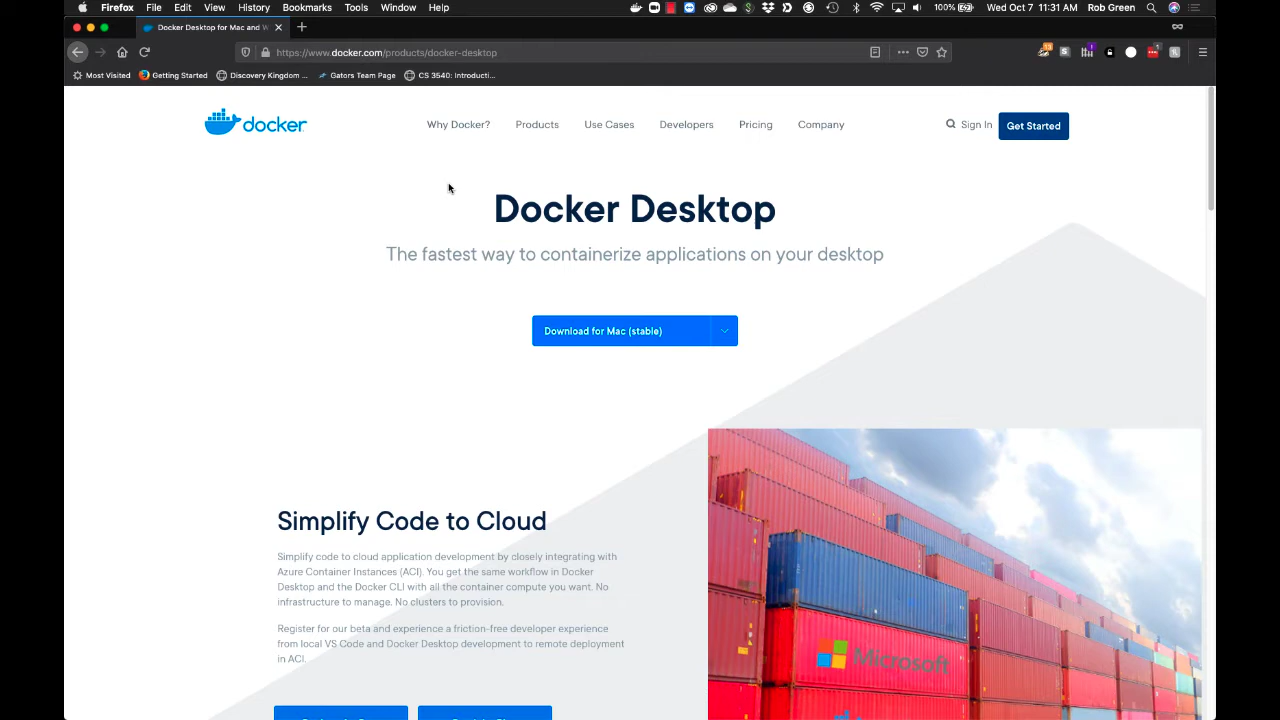 Firefox File Edit View History Bookmarks Tools Window Help 100% Wed Oct 7 11:31 AM Rob Green
Docker Desktop for Mac and W
https://www.docker.com/products/docker-desktop
Most Visited Getting Started Discovery Kingdom ... Gators Team Page CS 3540: Introducti...
docker Why Docker? Products Use Cases Developers Pricing Company Sign In Get Started
Docker Desktop
The fastest way to containerize applications on your desktop
Download for Mac (stable)
Simplify Code to Cloud
Simplify code to cloud application development by closely integrating with
Azure Container Instances (ACI). You get the same workflow in Docker
Desktop and the Docker CLI with all the container compute you want. No
infrastructure to manage. No clusters to provision.
Register for our beta and experience a friction-free developer experience
from local VS Code and Docker Desktop development to remote deployment
in ACI.
Microsoft